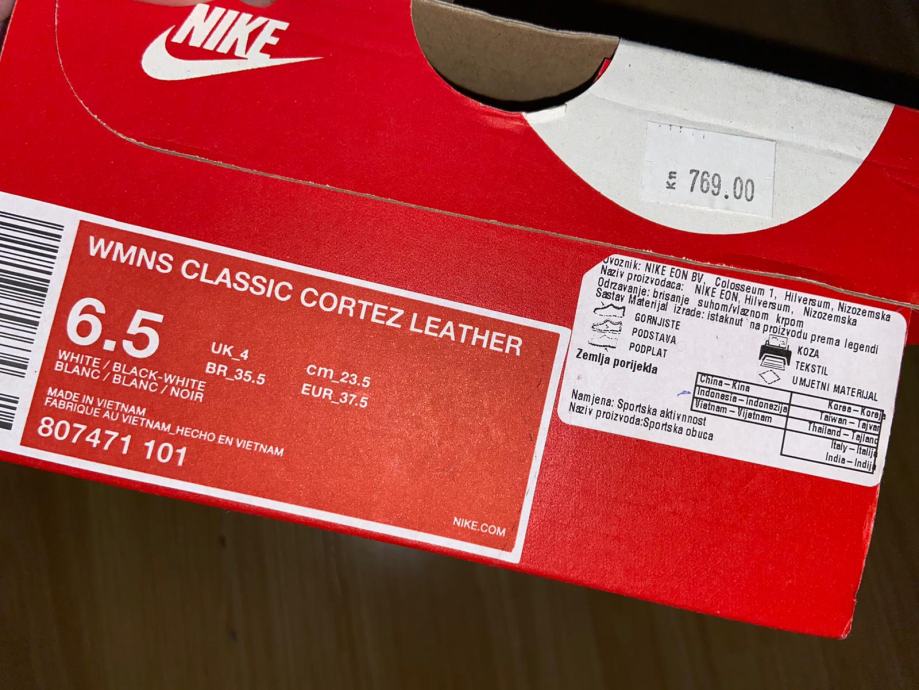 NIKE
Kn 769.00
WMNS CLASSIC CORTEZ LEATHER
6.5
UK_4
cm_23.5
BR_35.5
EUR_37.5
WHITE / BLACK-WHITE
BLANC / BLANC / NOIR
MADE IN VIETNAM
FABRIQUE AU VIETNAM_HECHO EN VIETNAM
807471 101
NIKE.COM
Uvoznik: NIKE EON BV, Colosseum 1, Hilversum, Nizozemska
Naziv proizvodaca: NIKE EON, Hilversum, Nizozemska
Odrzavanje: brisanje suhom/vlaznom krpom
Sastav Materijal izrade: istaknut na proizvodu prema legendi
GORNJISTE
PODSTAVA
PODPLAT
KOZA
TEKSTIL
UMJETNI MATERIJAL
Zemlja porijekla
China – Kina
Indonesia – Indonezija
Vietnam – Vijetnam
Korea – Koreja
Taiwan – Tajvan
Thailand – Tajland
Italy – Italija
India – Indija
Namjena: Sportska aktivnnost
Naziv proizvoda:Sportska obuca